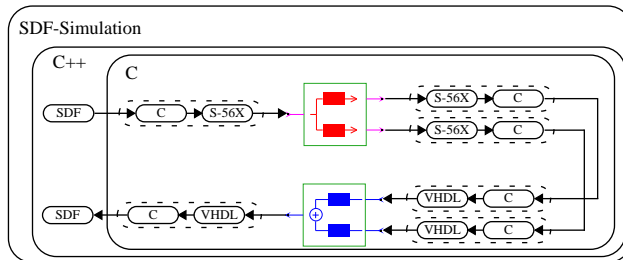 SDF-Simulation
C++
C
SDF C S-56X S-56X C
S-56X C
VHDL C
SDF C VHDL VHDL C